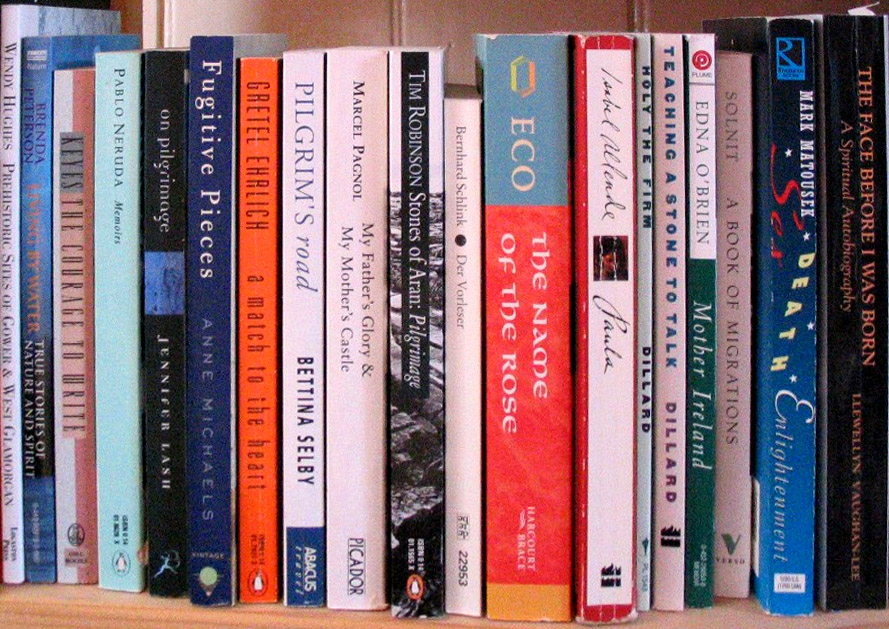 WENDY HUGHES PREHISTORIC SITES OF GOWER & WEST GLAMORGAN
BRENDA PETERSON
LIVING BY WATER
TRUE STORIES OF
NATURE AND SPIRIT
KEYES THE COURAGE TO WRITE
PABLO NERUDA Memoirs
on pilgrimage
JENNIFER LASH
Fugitive Pieces ANNE MICHAELS
VINTAGE
GRETEL EHRLICH a match to the heart
PILGRIM'S road BETTINA SELBY
ABACUS
travel
MARCEL PAGNOL
My Father's Glory &
My Mother's Castle
PICADOR
TIM ROBINSON Stones of Aran: Pilgrimage
Bernhard Schlink ● Der Vorleser
22953
ECO
THE NAME
OF THE ROSE
HARCOURT
BRACE
Isabel Allende
Paula
HOLY THE FIRM DILLARD
TEACHING A STONE TO TALK DILLARD
PLUME
EDNA O'BRIEN Mother Ireland
SOLNIT A BOOK OF MIGRATIONS
VERSO
MARK MATOUSEK
Sex DEATH Enlightenment
THE FACE BEFORE I WAS BORN
A Spiritual Autobiography
LLEWELLYN VAUGHAN-LEE